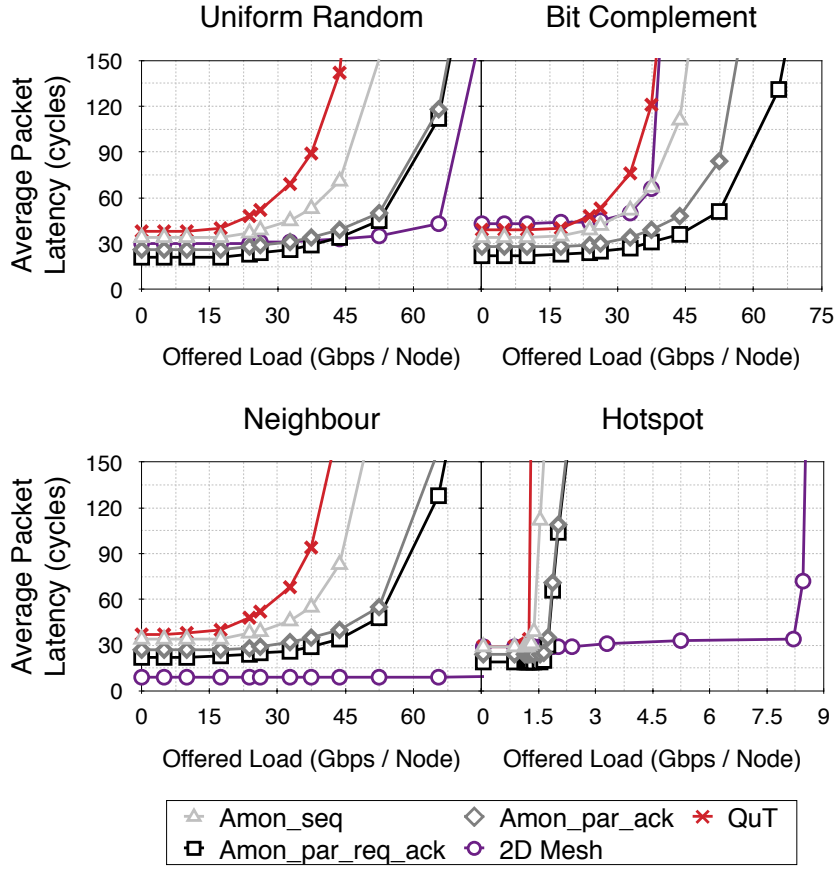 Uniform Random
Bit Complement
Average Packet
Latency (cycles)
150
120
90
60
30
0
0 15 30 45 60
0 15 30 45 60 75
Offered Load (Gbps / Node)
Offered Load (Gbps / Node)
Neighbour
Hotspot
Average Packet
Latency (cycles)
150
120
90
60
30
0
0 15 30 45 60
0 1.5 3 4.5 6 7.5 9
Offered Load (Gbps / Node)
Offered Load (Gbps / Node)
Amon_seq
Amon_par_ack
QuT
Amon_par_req_ack
2D Mesh